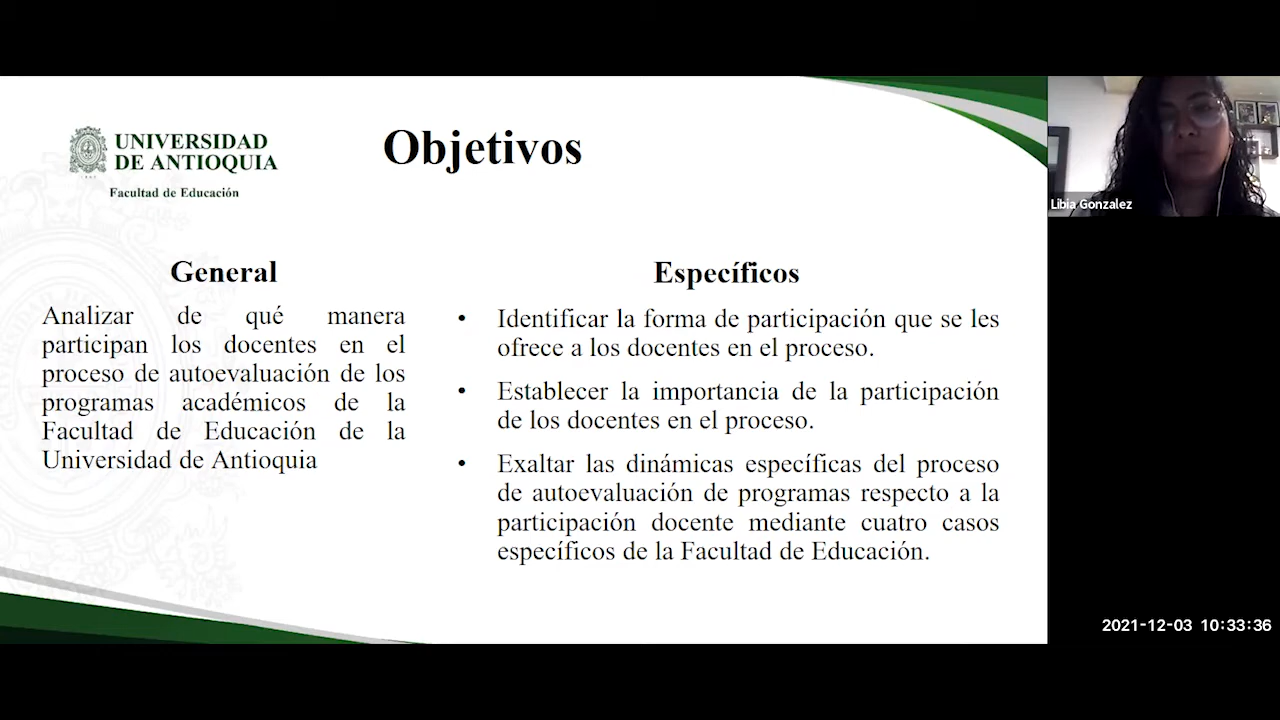 UNIVERSIDAD
DE ANTIOQUIA
Facultad de Educación
Objetivos
General
Analizar de qué manera
participan los docentes en el
proceso de autoevaluación de los
programas académicos de la
Facultad de Educación de la
Universidad de Antioquia
Específicos
• Identificar la forma de participación que se les
ofrece a los docentes en el proceso.
• Establecer la importancia de la participación
de los docentes en el proceso.
• Exaltar las dinámicas específicas del proceso
de autoevaluación de programas respecto a la
participación docente mediante cuatro casos
específicos de la Facultad de Educación.
Libia Gonzalez
2021-12-03 10:33:36